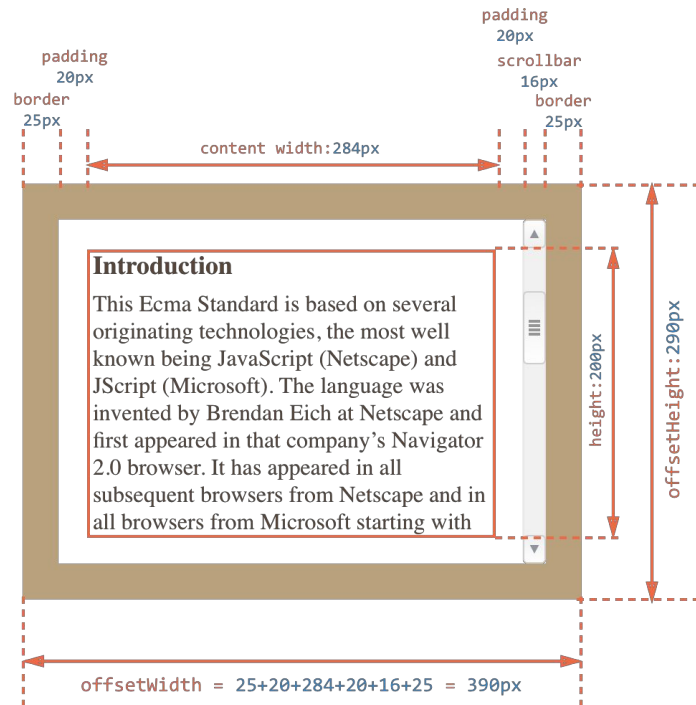 padding
20px
padding
20px
scrollbar
16px
border
25px
border
25px
content width:284px
Introduction
This Ecma Standard is based on several
originating technologies, the most well
known being JavaScript (Netscape) and
JScript (Microsoft). The language was
invented by Brendan Eich at Netscape and
first appeared in that company’s Navigator
2.0 browser. It has appeared in all
subsequent browsers from Netscape and in
all browsers from Microsoft starting with
height:200px
offsetHeight:290px
offsetWidth = 25+20+284+20+16+25 = 390px